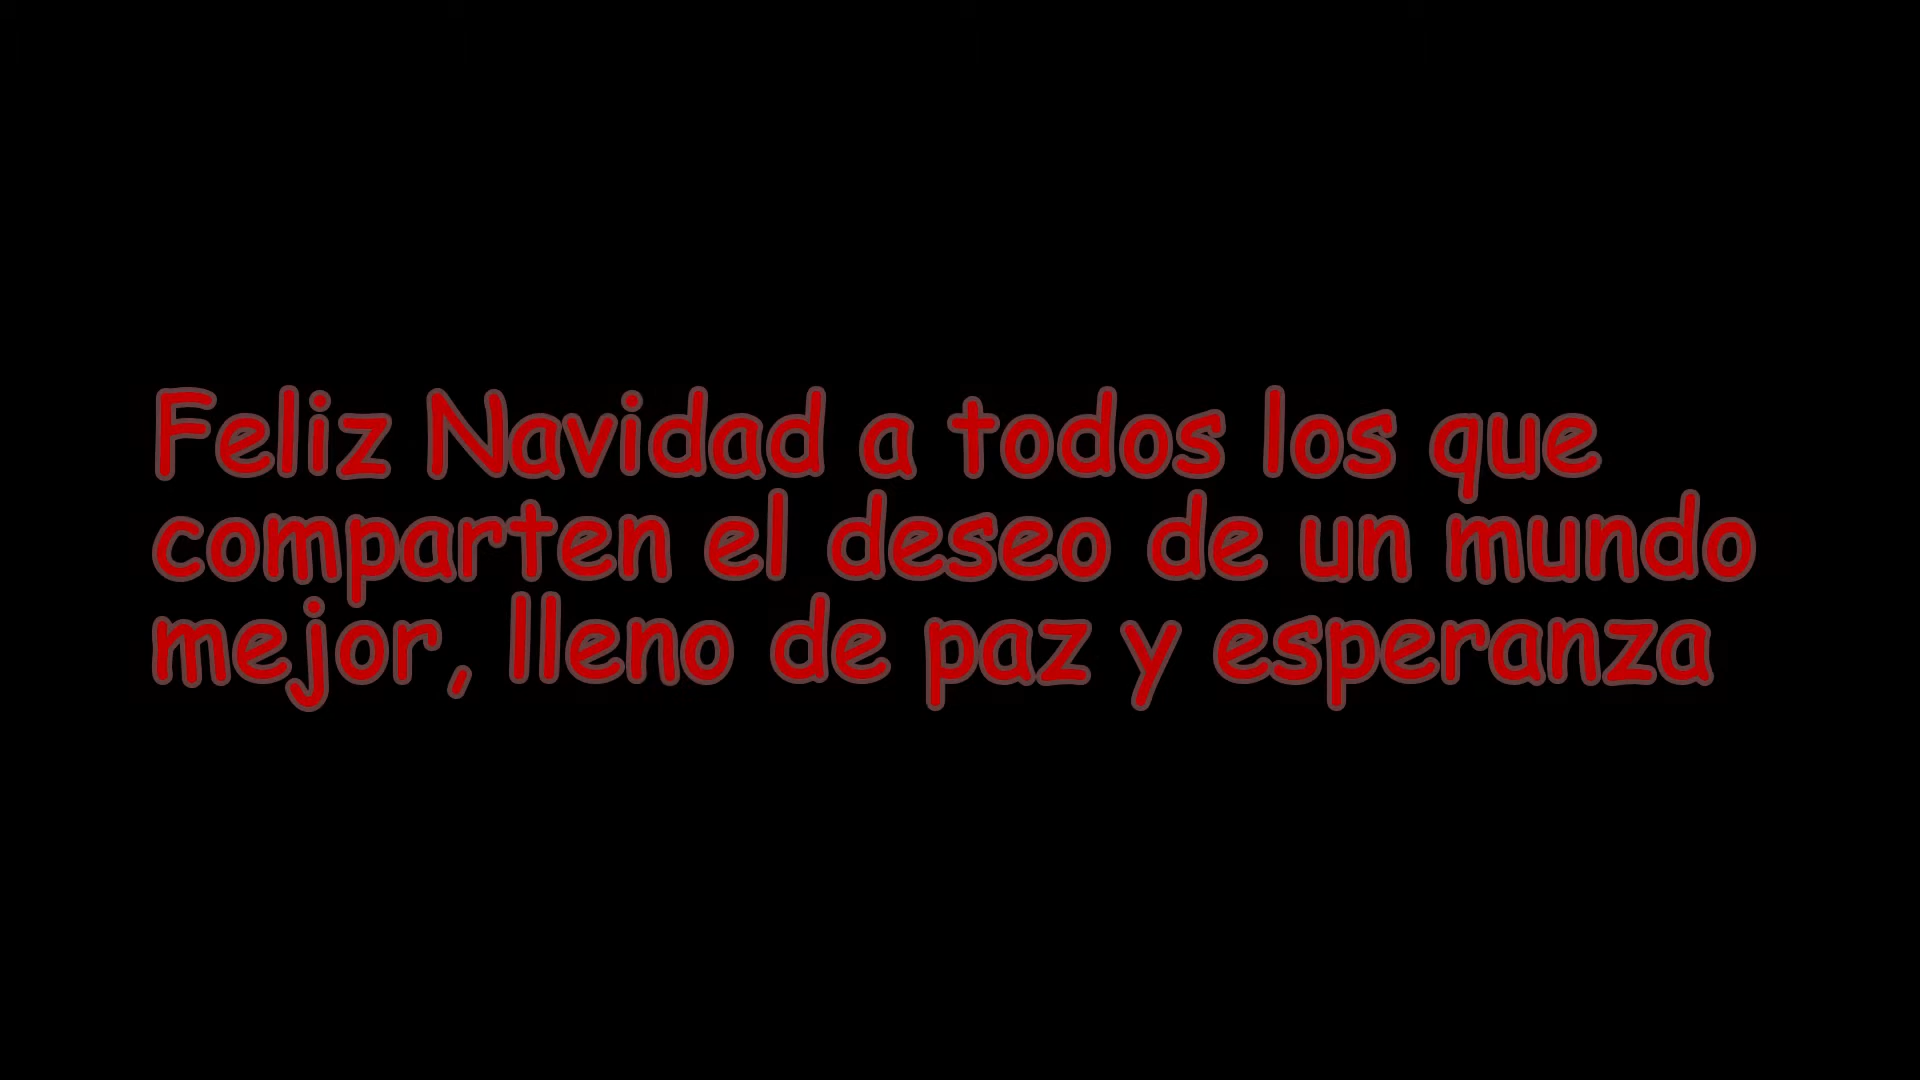 Feliz Navidad a todos los que
comparten el deseo de un mundo
mejor, lleno de paz y esperanza